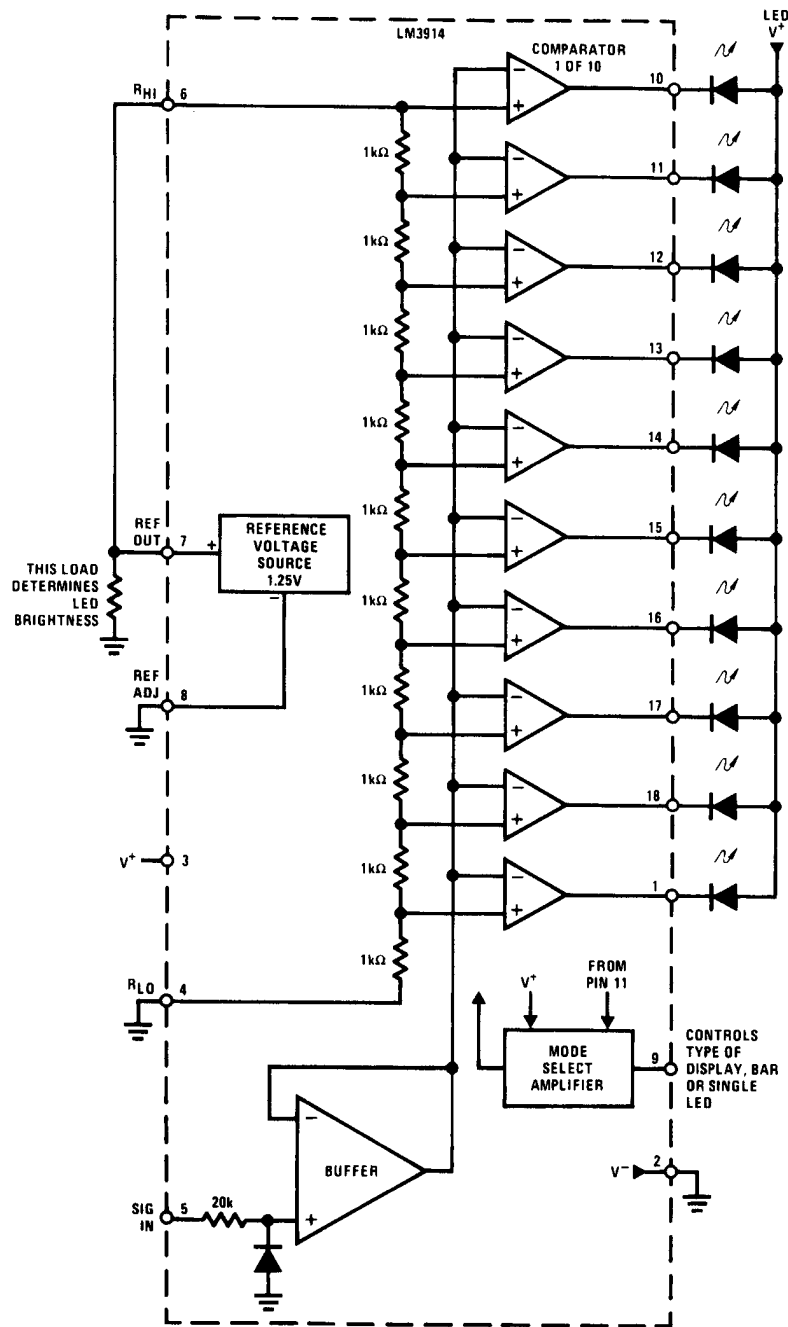 LM3914
LED
V+
COMPARATOR
1 OF 10
RHI
6
−
+
10
1kΩ
−
+
11
1kΩ
−
+
12
1kΩ
−
+
13
1kΩ
−
+
14
1kΩ
−
+
15
REF
OUT
7
+
REFERENCE
VOLTAGE
SOURCE
1.25V
−
THIS LOAD
DETERMINES
LED
BRIGHTNESS
1kΩ
−
+
16
REF
ADJ
8
1kΩ
−
+
17
1kΩ
−
+
18
V+
3
1kΩ
−
+
1
1kΩ
RLO
4
V+
FROM
PIN 11
MODE
SELECT
AMPLIFIER
9
CONTROLS
TYPE OF
DISPLAY, BAR
OR SINGLE
LED
−
BUFFER
+
V−
2
SIG
IN
5
20k